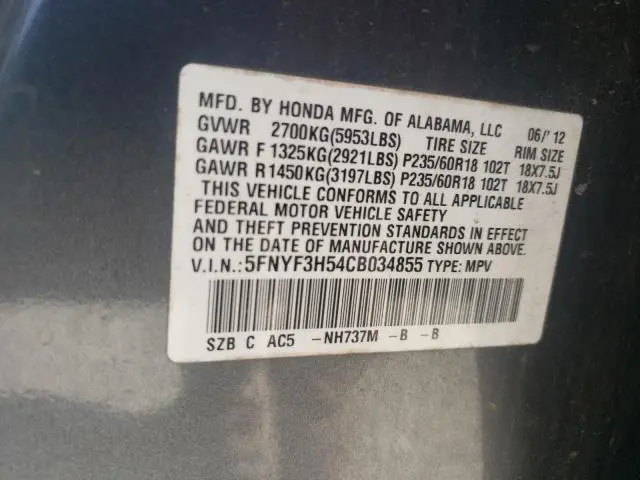 MFD. BY HONDA MFG. OF ALABAMA, LLC 06/'12
GVWR 2700KG(5953LBS) TIRE SIZE RIM SIZE
GAWR F 1325KG(2921LBS) P235/60R18 102T 18X7.5J
GAWR R1450KG(3197LBS) P235/60R18 102T 18X7.5J
THIS VEHICLE CONFORMS TO ALL APPLICABLE
FEDERAL MOTOR VEHICLE SAFETY
AND THEFT PREVENTION STANDARDS IN EFFECT
ON THE DATE OF MANUFACTURE SHOWN ABOVE.
V.I.N.:5FNYF3H54CB034855 TYPE: MPV
SZB C AC5 -NH737M -B -B